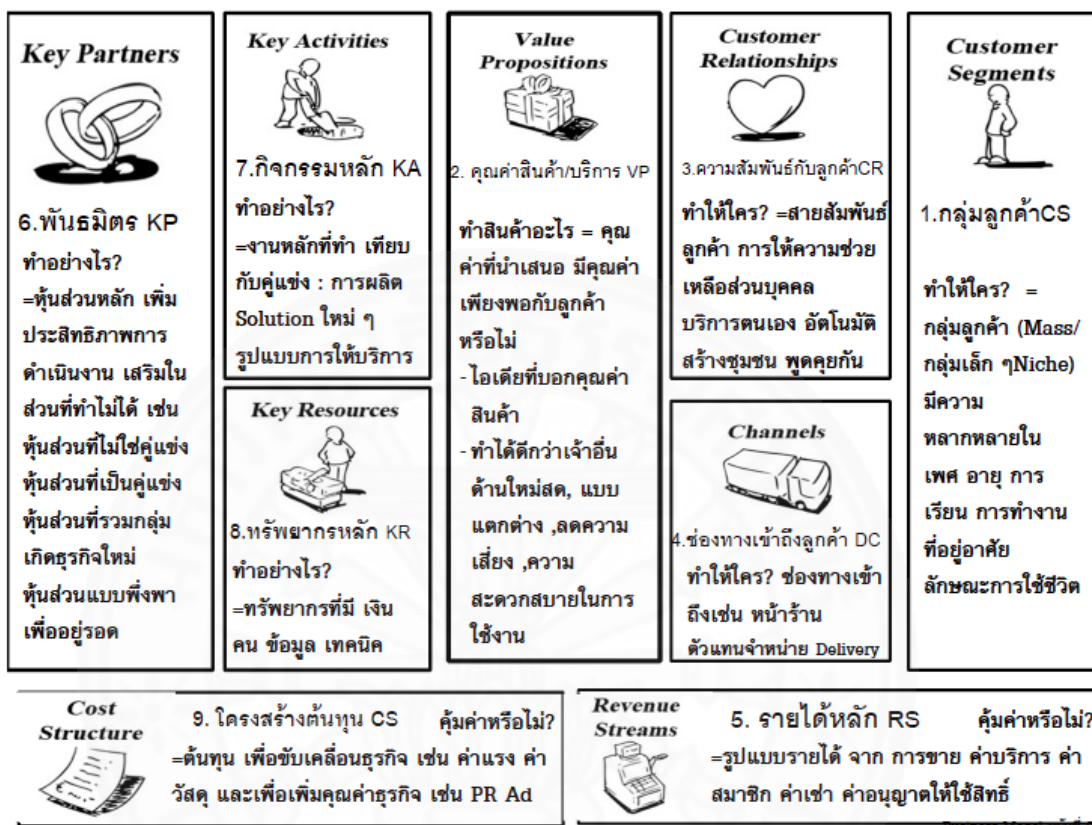 Key Partners
6.พันธมิตร KP
ทำอย่างไร?
=หุ้นส่วนหลัก เพิ่ม
ประสิทธิภาพการ
ดำเนินงาน เสริมใน
ส่วนที่ทำไม่ได้ เช่น
หุ้นส่วนที่ไม่ใช่คู่แข่ง
หุ้นส่วนที่เป็นคู่แข่ง
หุ้นส่วนที่รวมกลุ่ม
เกิดธุรกิจใหม่
หุ้นส่วนแบบพึ่งพา
เพื่ออยู่รอด
Key Activities
7.กิจกรรมหลัก KA
ทำอย่างไร?
=งานหลักที่ทำ เทียบ
กับคู่แข่ง : การผลิต
Solution ใหม่ ๆ
รูปแบบการให้บริการ
Key Resources
8.ทรัพยากรหลัก KR
ทำอย่างไร?
=ทรัพยากรที่มี เงิน
คน ข้อมูล เทคนิค
Value
Propositions
2. คุณค่าสินค้า/บริการ VP
ทำสินค้าอะไร = คุณ
ค่าที่นำเสนอ มีคุณค่า
เพียงพอกับลูกค้า
หรือไม่
- ไอเดียที่บอกคุณค่า
สินค้า
- ทำได้ดีกว่าเจ้าอื่น
ด้านใหม่สด, แบบ
แตกต่าง ,ลดความ
เสี่ยง ,ความ
สะดวกสบายในการ
ใช้งาน
Customer
Relationships
3.ความสัมพันธ์กับลูกค้าCR
ทำให้ใคร? =สายสัมพันธ์
ลูกค้า การให้ความช่วย
เหลือส่วนบุคคล
บริการตนเอง อัตโนมัติ
สร้างชุมชน พูดคุยกัน
Channels
4.ช่องทางเข้าถึงลูกค้า DC
ทำให้ใคร? ช่องทางเข้า
ถึงเช่น หน้าร้าน
ตัวแทนจำหน่าย Delivery
Customer
Segments
1.กลุ่มลูกค้าCS
ทำให้ใคร? =
กลุ่มลูกค้า (Mass/
กลุ่มเล็ก ๆNiche)
มีความ
หลากหลายใน
เพศ อายุ การ
เรียน การทำงาน
ที่อยู่อาศัย
ลักษณะการใช้ชีวิต
Cost
Structure
9. โครงสร้างต้นทุน CS คุ้มค่าหรือไม่?
=ต้นทุน เพื่อขับเคลื่อนธุรกิจ เช่น ค่าแรง ค่า
วัสดุ และเพื่อเพิ่มคุณค่าธุรกิจ เช่น PR Ad
Revenue
Streams
5. รายได้หลัก RS คุ้มค่าหรือไม่?
=รูปแบบรายได้ จาก การขาย ค่าบริการ ค่า
สมาชิก ค่าเช่า ค่าอนุญาตให้ใช้สิทธิ์